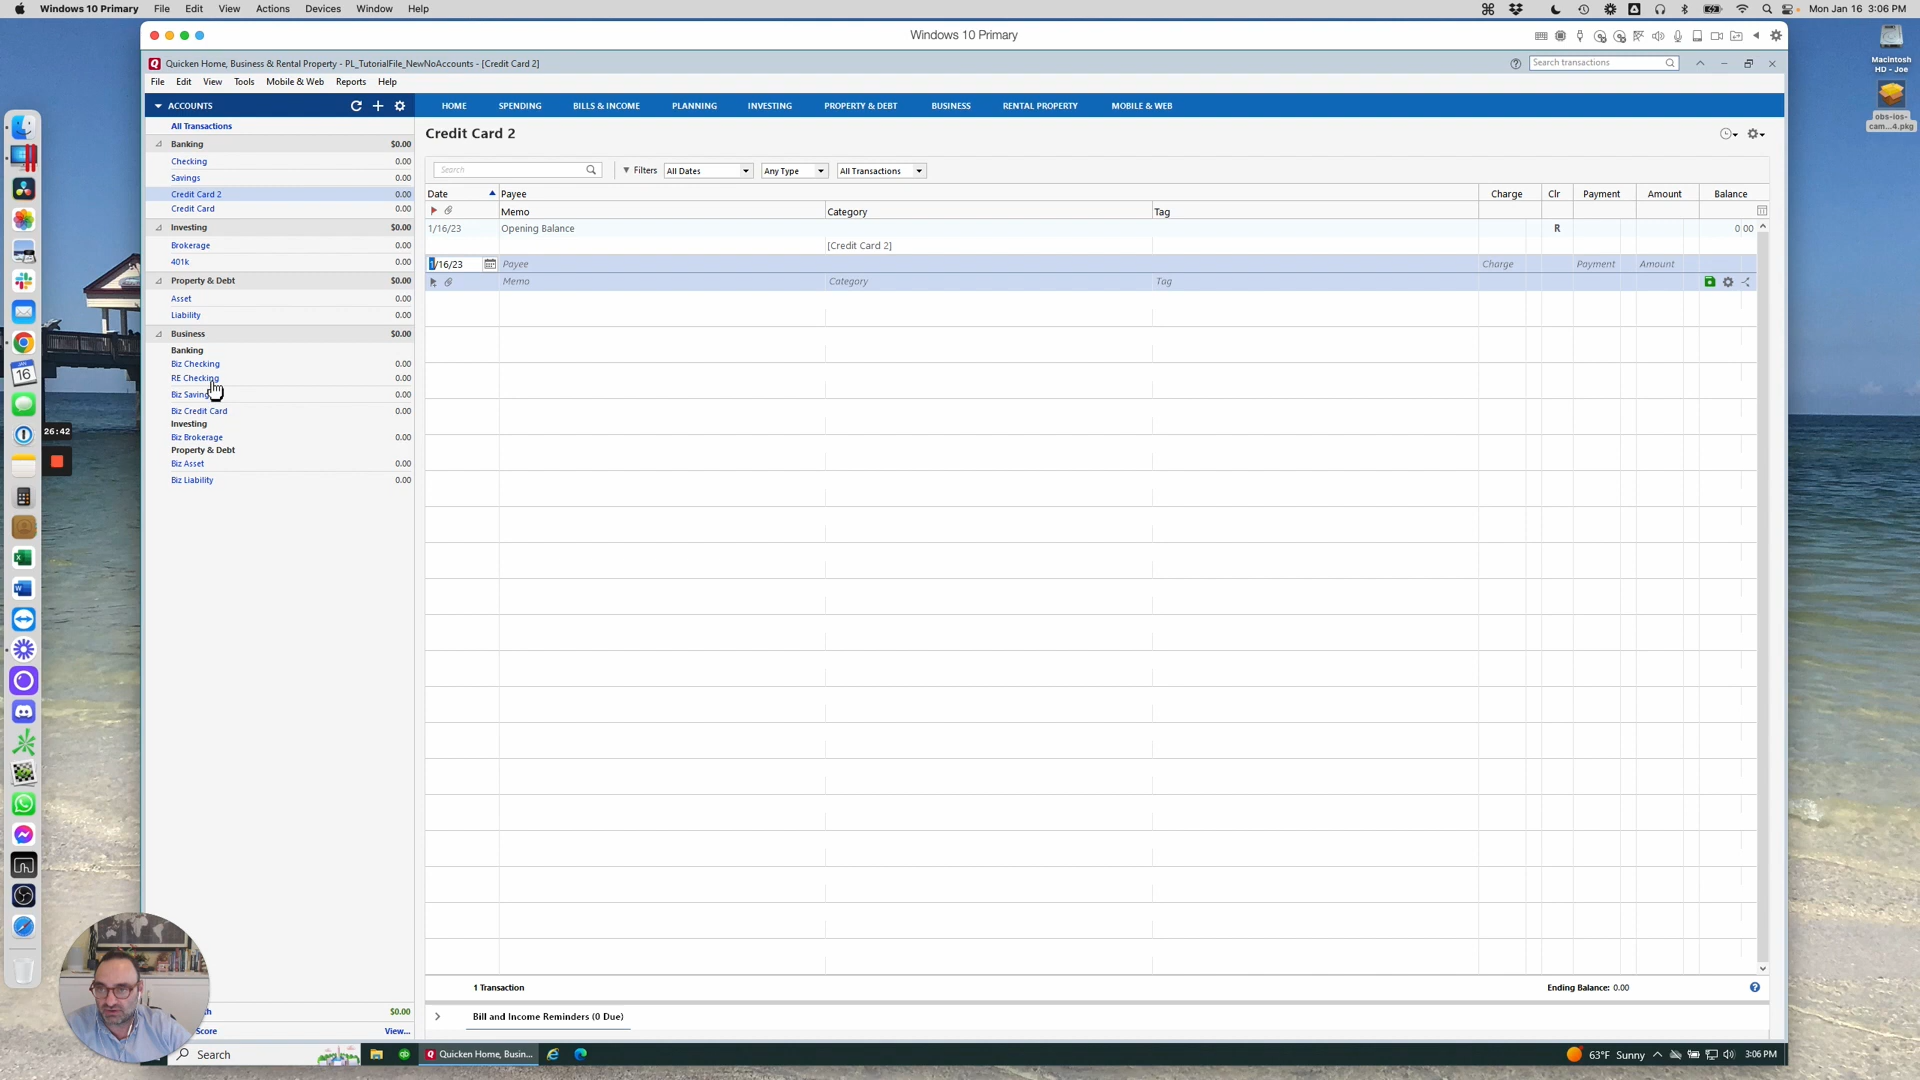 Windows 10 Primary File Edit View Actions Devices Window Help Mon Jan 16 3:06 PM
Windows 10 Primary
Macintosh
HD - Joe
obs-ios-
cam...4.pkg
Quicken Home, Business & Rental Property - PL_TutorialFile_NewNoAccounts - [Credit Card 2] Search transactions
File Edit View Tools Mobile & Web Reports Help
ACCOUNTS HOME SPENDING BILLS & INCOME PLANNING INVESTING PROPERTY & DEBT BUSINESS RENTAL PROPERTY MOBILE & WEB
All Transactions
Banking $0.00
Checking 0.00
Savings 0.00
Credit Card 2 0.00
Credit Card 0.00
Investing $0.00
Brokerage 0.00
401k 0.00
Property & Debt $0.00
Asset 0.00
Liability 0.00
Business $0.00
Banking
Biz Checking 0.00
RE Checking 0.00
Biz Saving 0.00
Biz Credit Card 0.00
Investing
Biz Brokerage 0.00
Property & Debt
Biz Asset 0.00
Biz Liability 0.00
$0.00
Score View...
Credit Card 2
Search Filters All Dates Any Type All Transactions
Date Payee Charge Clr Payment Amount Balance
Memo Category Tag
1/16/23 Opening Balance R 0 00
[Credit Card 2]
1/16/23 Payee Charge Payment Amount
Memo Category Tag
1 Transaction Ending Balance: 0.00
Bill and Income Reminders (0 Due)
JAN
16
26:42
Search Quicken Home, Busin... 63°F Sunny 3:06 PM